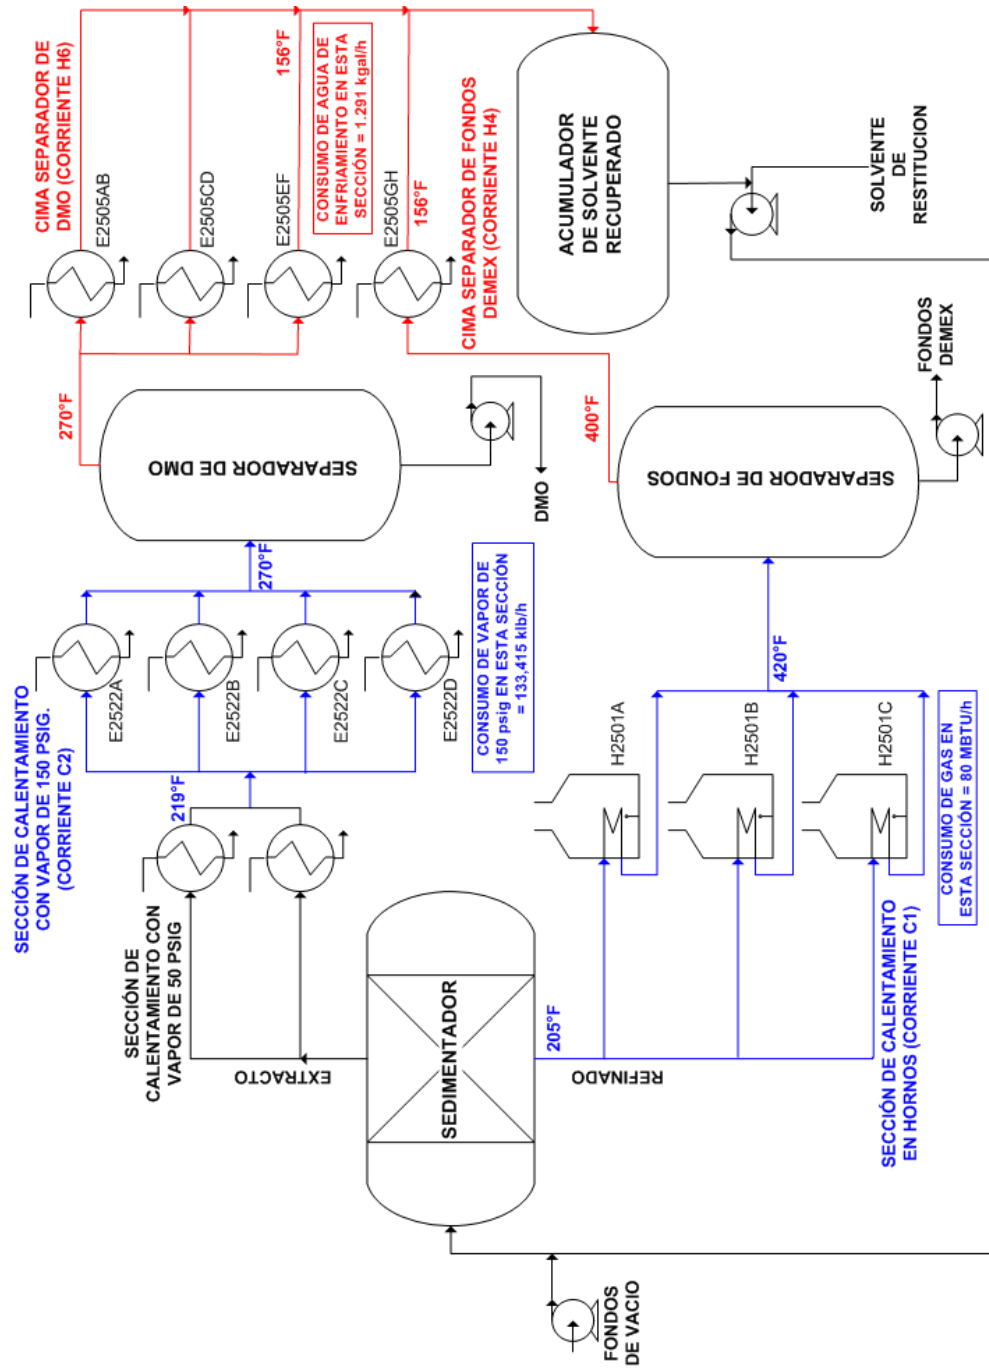 CIMA SEPARADOR DE
DMO (CORRIENTE H6)
E2505AB
E2505CD
E2505EF
E2505GH
156°F
CONSUMO DE AGUA DE
ENFRIAMIENTO EN ESTA
SECCIÓN = 1.291 kgal/h
156°F
CIMA SEPARADOR DE FONDOS
DEMEX (CORRIENTE H4)
ACUMULADOR
DE SOLVENTE
RECUPERADO
SOLVENTE
DE
RESTITUCION
270°F
SEPARADOR DE DMO
DMO
400°F
SEPARADOR DE FONDOS
FONDOS
DEMEX
SECCIÓN DE CALENTAMIENTO
CON VAPOR DE 150 PSIG.
(CORRIENTE C2)
E2522A
E2522B
E2522C
E2522D
270°F
219°F
CONSUMO DE VAPOR DE
150 psig EN ESTA SECCIÓN
= 133,415 klb/h
H2501A
H2501B
H2501C
420°F
CONSUMO DE GAS EN
ESTA SECCIÓN = 80 MBTU/h
SECCIÓN DE
CALENTAMIENTO CON
VAPOR DE 50 PSIG
EXTRACTO
SEDIMENTADOR
205°F
REFINADO
SECCIÓN DE CALENTAMIENTO
EN HORNOS (CORRIENTE C1)
FONDOS
DE VACIO